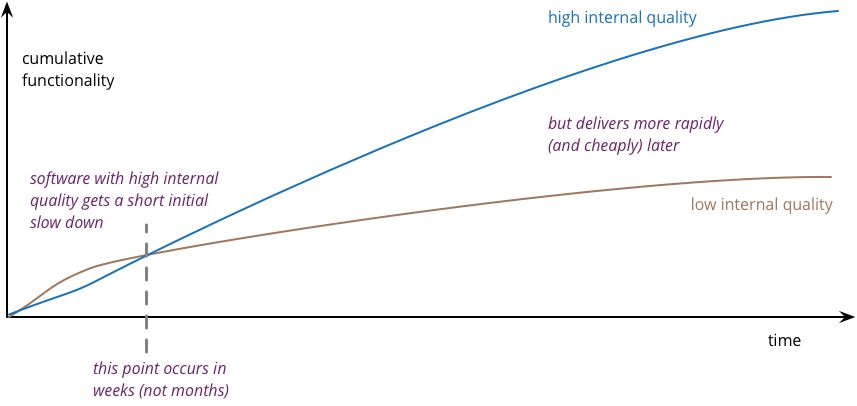 high internal quality
cumulative
functionality
but delivers more rapidly
(and cheaply) later
software with high internal
quality gets a short initial
slow down
low internal quality
time
this point occurs in
weeks (not months)